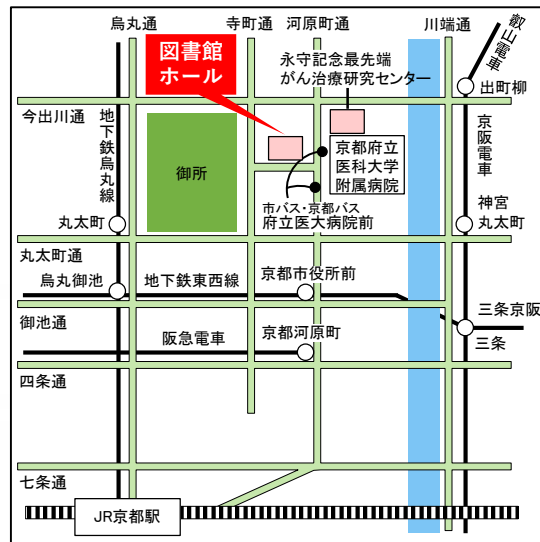 烏丸通
寺町通
河原町通
川端通
叡山電車
図書館
ホール
永守記念最先端
がん治療研究センター
出町柳
今出川通
地下鉄烏丸線
御所
京都府立
医科大学
附属病院
京阪電車
市バス・京都バス
府立医大病院前
神宮
丸太町
丸太町
丸太町通
烏丸御池
地下鉄東西線
京都市役所前
御池通
三条京阪
阪急電車
京都河原町
三条
四条通
七条通
JR京都駅